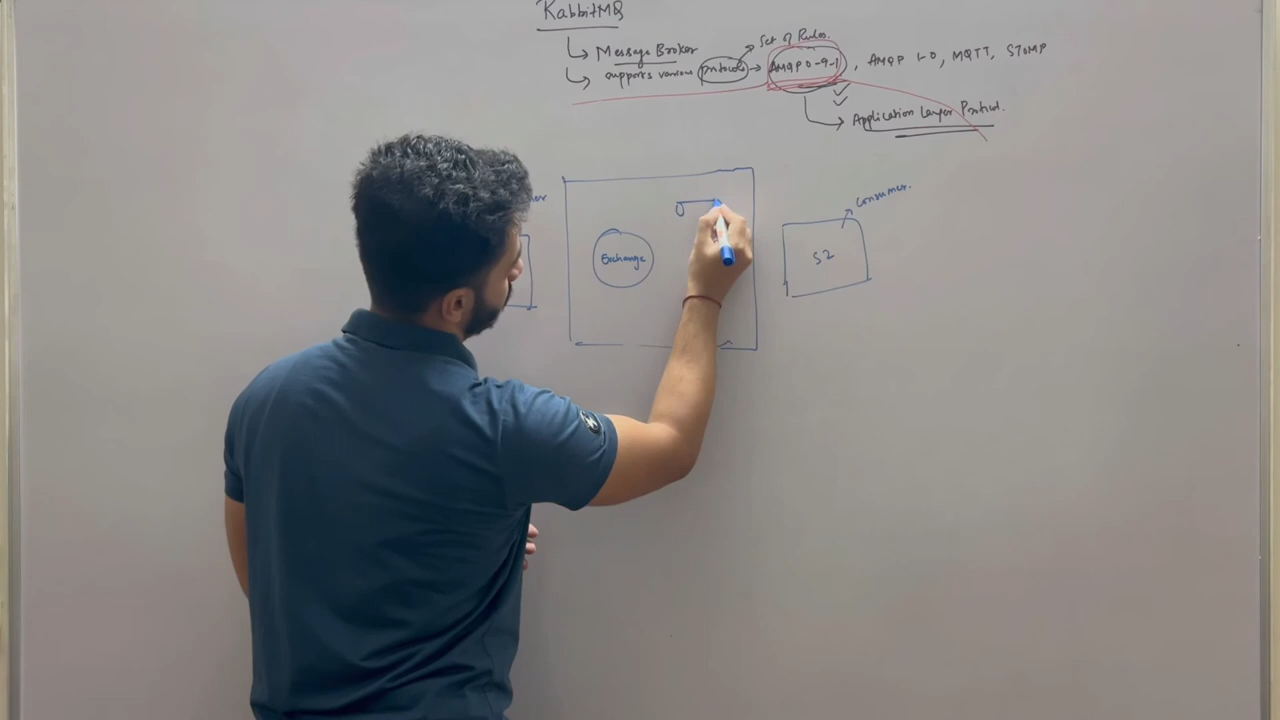 RabbitMQ
Set of Rules.
Message Broker
supports various protocols → AMQP 0-9-1, AMQP 1-0, MQTT, STOMP
Application Layer Protocol.
Consumer.
Exchange
S2